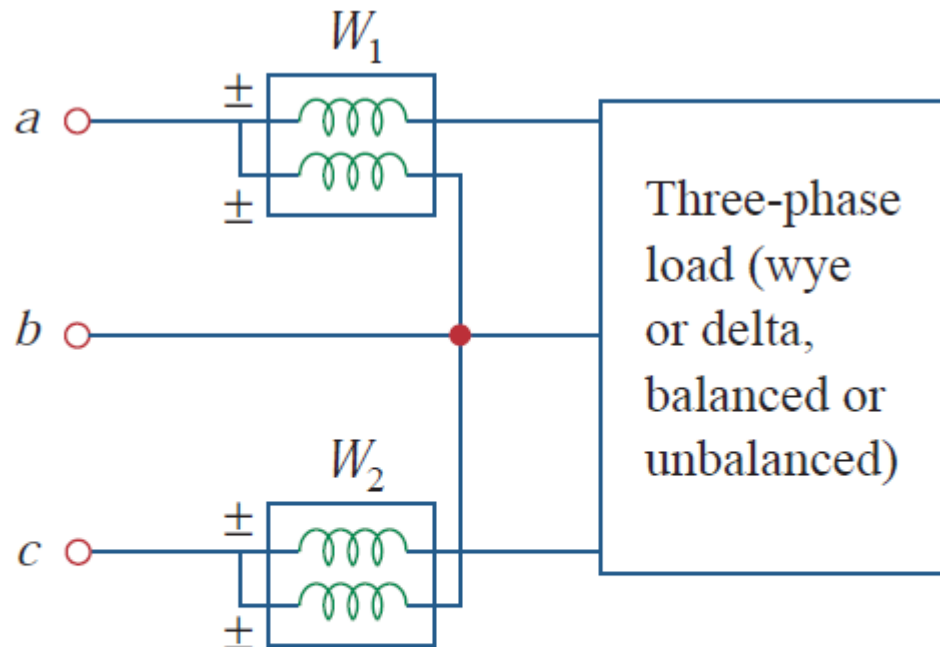 W₁
±
a
±
Three-phase
load (wye
or delta,
balanced or
unbalanced)
b
W₂
±
c
±